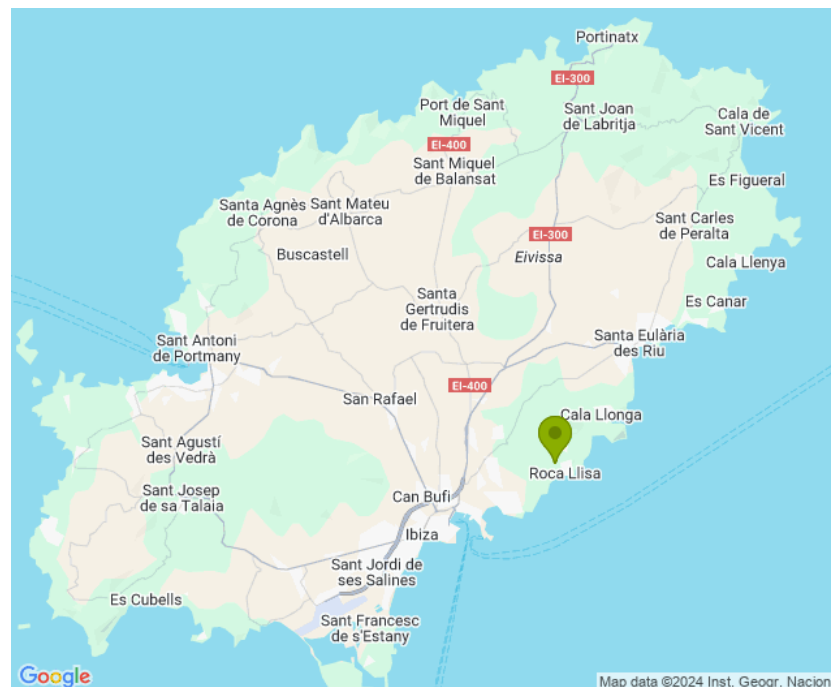 Portinatx
EI-300
Port de Sant
Miquel
Sant Joan
de Labritja
Cala de
Sant Vicent
EI-400
Sant Miquel
de Balansat
Es Figueral
Santa Agnès
de Corona
Sant Mateu
d'Albarca
Sant Carles
de Peralta
EI-300
Buscastell
Eivissa
Cala Llenya
Santa
Gertrudis
de Fruitera
Es Canar
Sant Antoni
de Portmany
Santa Eulària
des Riu
EI-400
San Rafael
Cala Llonga
Sant Agustí
des Vedrà
Roca Llisa
Sant Josep
de sa Talaia
Can Bufi
Ibiza
Sant Jordi de
ses Salines
Es Cubells
Sant Francesc
de s'Estany
Google
Map data ©2024 Inst. Geogr. Nacion